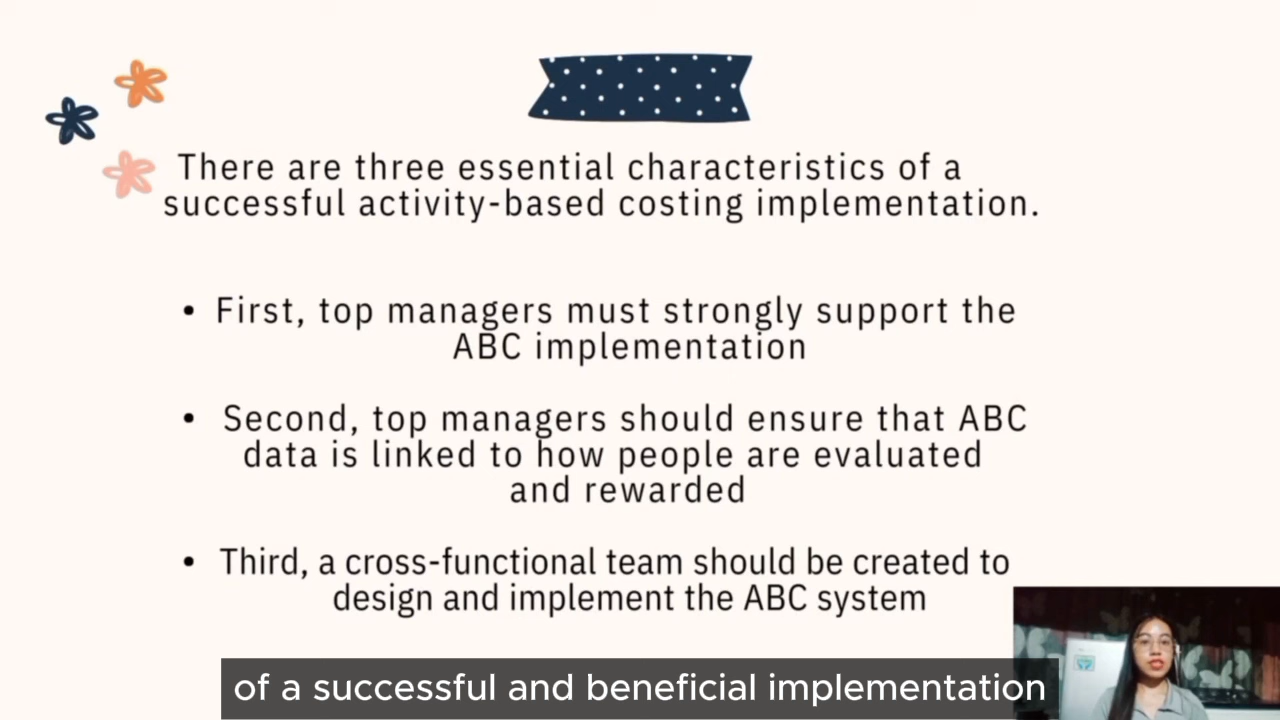 There are three essential characteristics of a
successful activity-based costing implementation.
• First, top managers must strongly support the
ABC implementation
• Second, top managers should ensure that ABC
data is linked to how people are evaluated
and rewarded
• Third, a cross-functional team should be created to
design and implement the ABC system
of a successful and beneficial implementation